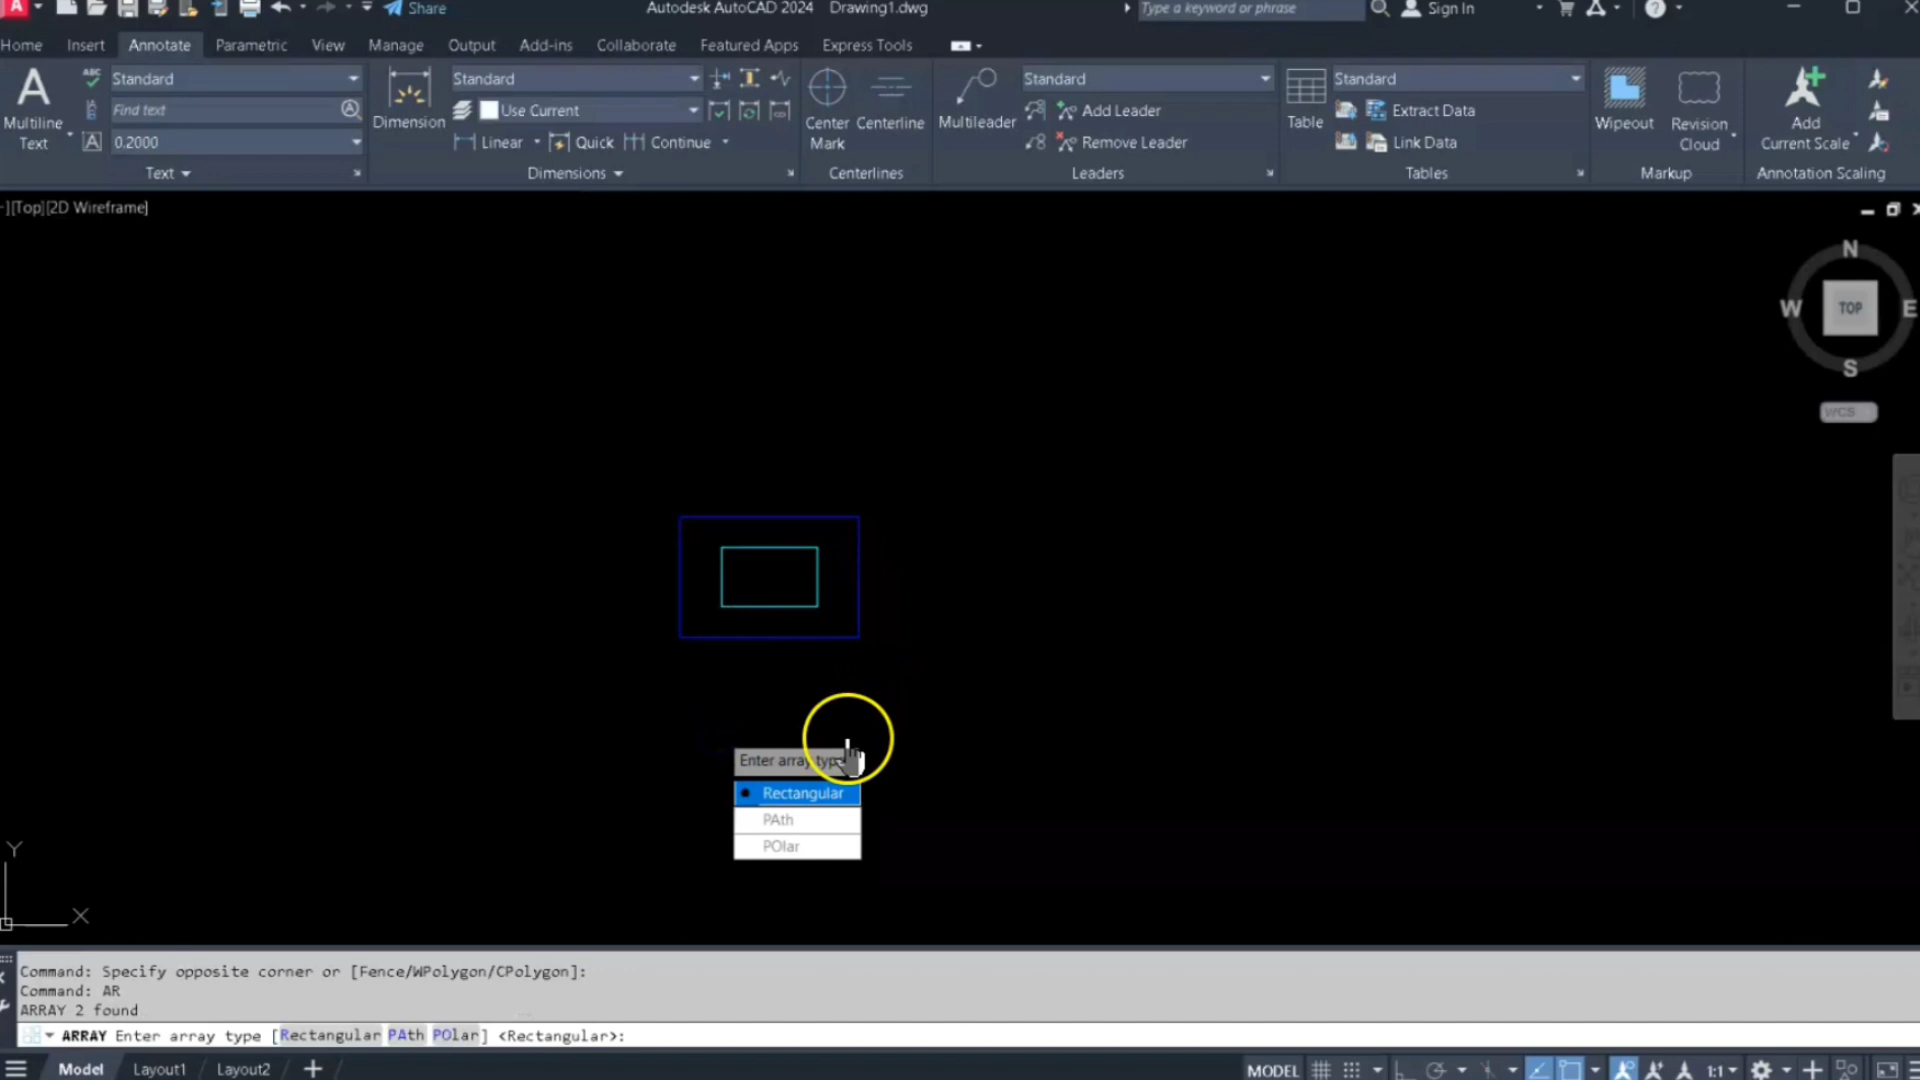 Share
Autodesk AutoCAD 2024 Drawing1.dwg
Type a keyword or phrase
Sign In
Home Insert Annotate Parametric View Manage Output Add-ins Collaborate Featured Apps Express Tools
Standard
Find text
0.2000
Multiline
Text
Text
Dimension
Standard
Use Current
Linear Quick Continue
Dimensions
Center
Mark
Centerline
Centerlines
Multileader
Standard
Add Leader
Remove Leader
Leaders
Table
Standard
Extract Data
Link Data
Tables
Wipeout
Revision
Cloud
Markup
Add
Current Scale
Annotation Scaling
[Top][2D Wireframe]
N
W TOP E
S
WCS
Enter array type
Rectangular
PAth
POlar
Y
X
Command: Specify opposite corner or [Fence/WPolygon/CPolygon]:
Command: AR
ARRAY 2 found
ARRAY Enter array type [Rectangular PAth POlar] <Rectangular>:
Model Layout1 Layout2
MODEL
1:1